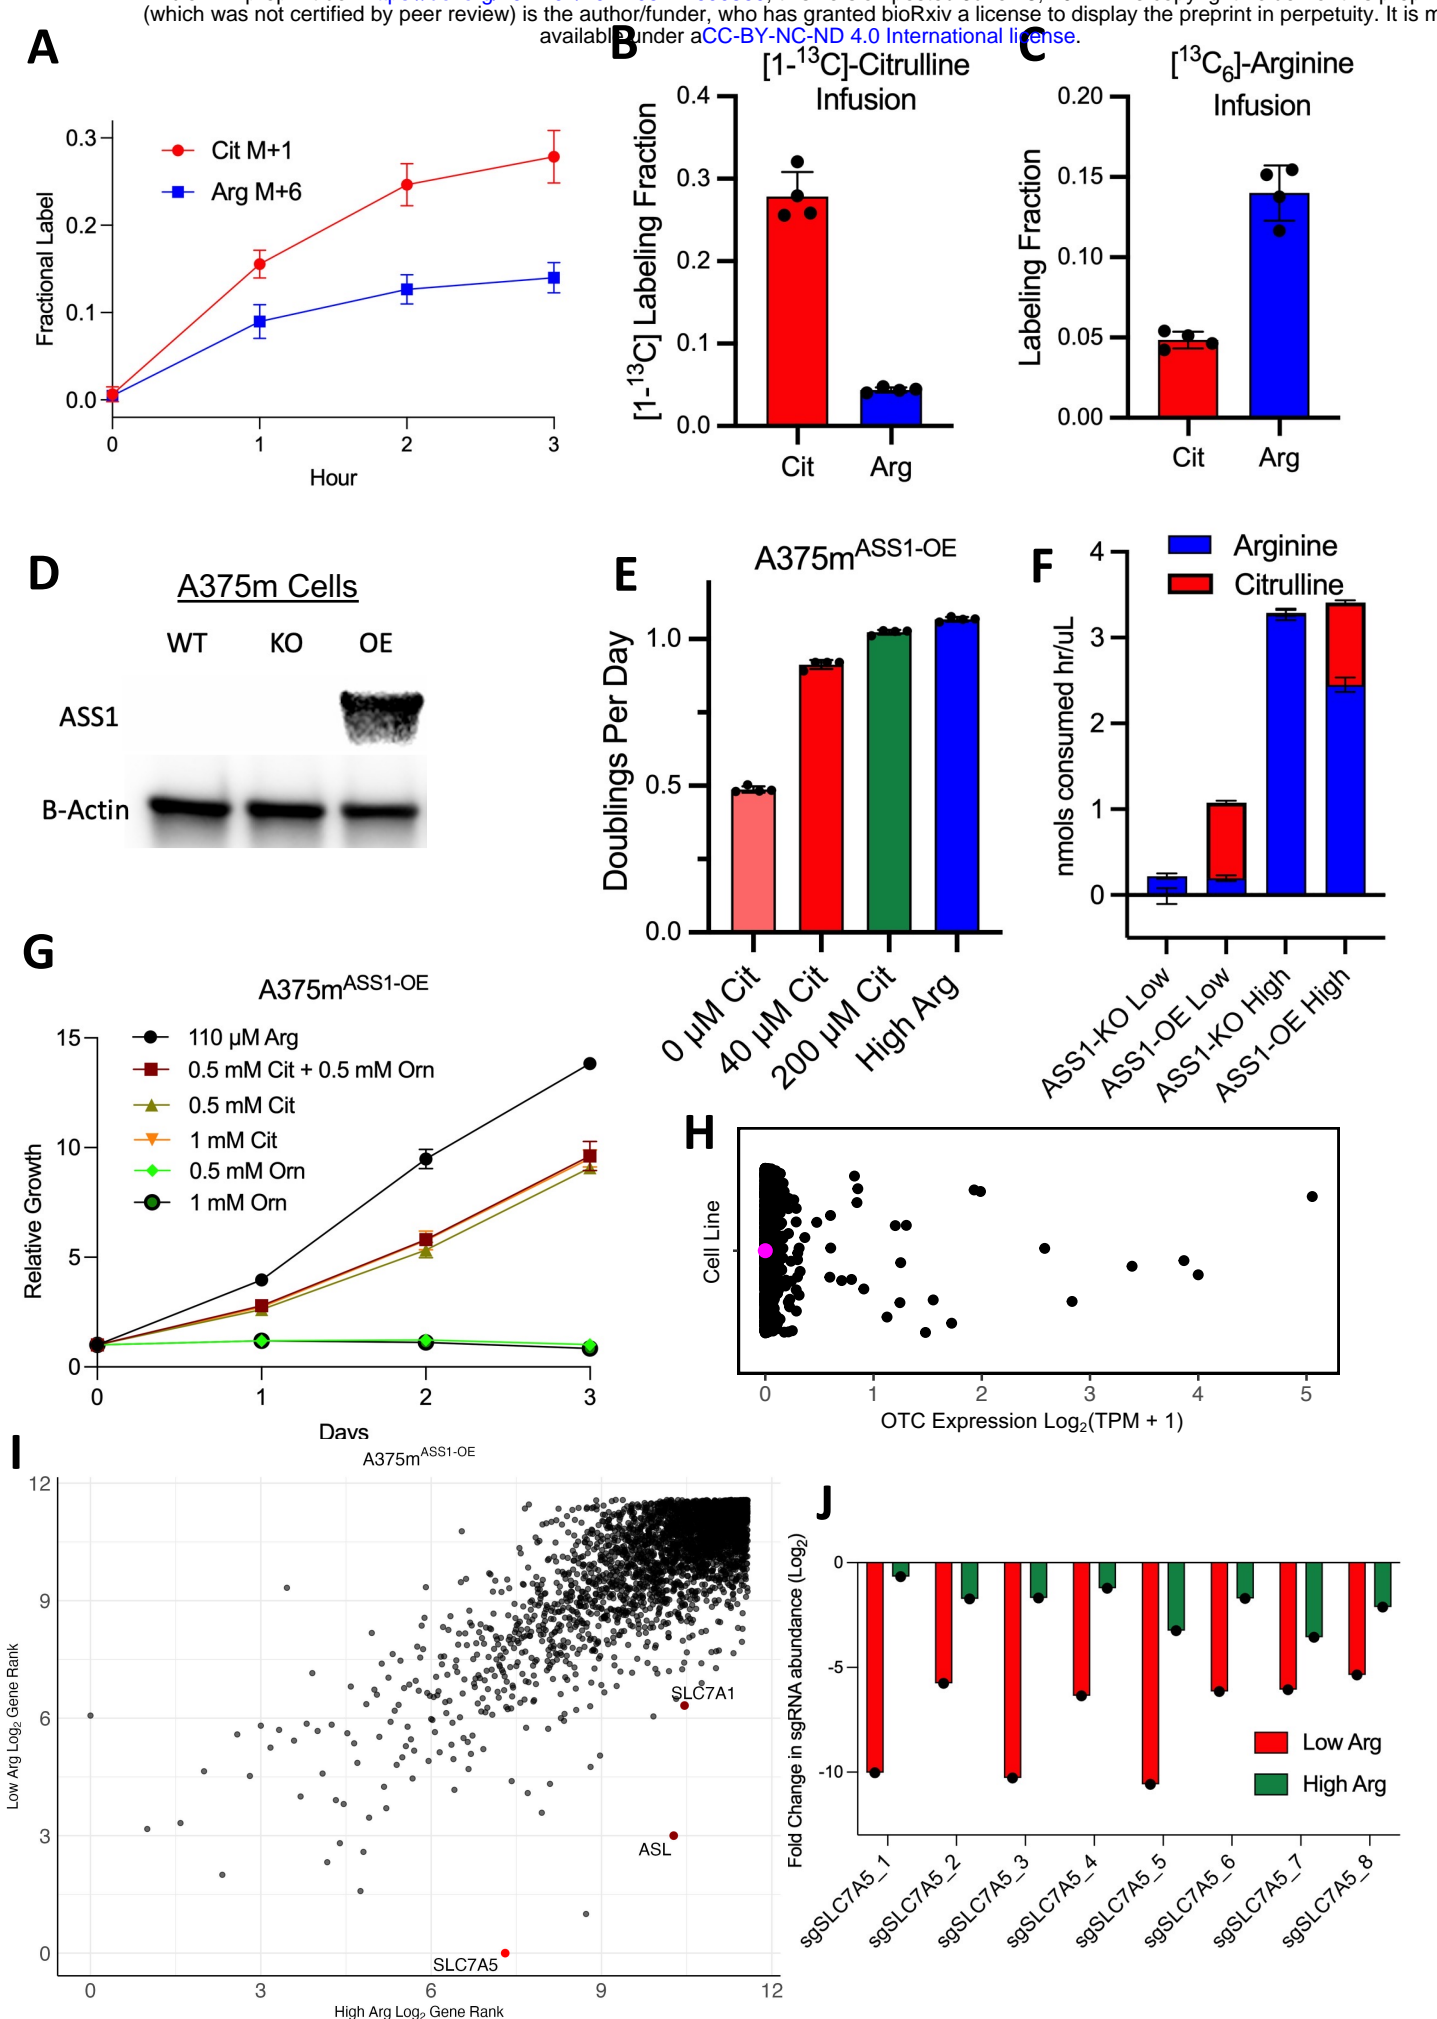 (which was not certified by peer review) is the author/funder, who has granted bioRxiv a license to display the preprint in perpetuity. It is m
available under aCC-BY-NC-ND 4.0 International license.
A
0.3
0.2
0.1
0.0
Fractional Label
Cit M+1
Arg M+6
0 1 2 3
Hour
B
[1-¹³C]-Citrulline
Infusion
[1-¹³C] Labeling Fraction
0.4
0.3
0.2
0.1
0.0
Cit Arg
C
[¹³C₆]-Arginine
Infusion
Labeling Fraction
0.20
0.15
0.10
0.05
0.00
Cit Arg
D
A375m Cells
WT KO OE
ASS1
B-Actin
E
A375mᴬˢˢ¹⁻ᴼᴱ
Doublings Per Day
1.0
0.5
0.0
0 µM Cit
40 µM Cit
200 µM Cit
High Arg
F
Arginine
Citrulline
nmols consumed hr/uL
4
3
2
1
0
ASS1-KO Low
ASS1-OE Low
ASS1-KO High
ASS1-OE High
G
A375mᴬˢˢ¹⁻ᴼᴱ
Relative Growth
15
10
5
0
110 µM Arg
0.5 mM Cit + 0.5 mM Orn
0.5 mM Cit
1 mM Cit
0.5 mM Orn
1 mM Orn
0 1 2 3
Days
H
Cell Line
0 1 2 3 4 5
OTC Expression Log₂(TPM + 1)
I
A375mᴬˢˢ¹⁻ᴼᴱ
Low Arg Log₂ Gene Rank
12
9
6
3
0
SLC7A1
ASL
SLC7A5
0 3 6 9 12
High Arg Log₂ Gene Rank
J
Fold Change in sgRNA abundance (Log₂)
0
-5
-10
Low Arg
High Arg
sgSLC7A5_1
sgSLC7A5_2
sgSLC7A5_3
sgSLC7A5_4
sgSLC7A5_5
sgSLC7A5_6
sgSLC7A5_7
sgSLC7A5_8